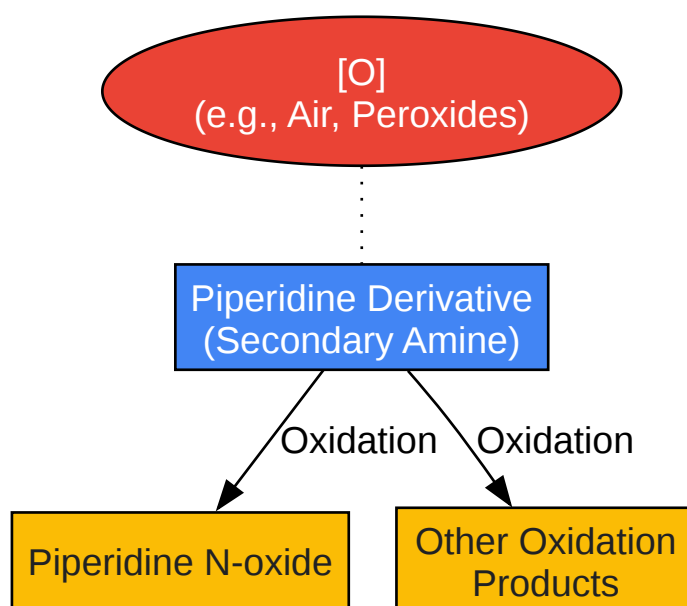 [O]
(e.g., Air, Peroxides)
Piperidine Derivative
(Secondary Amine)
Oxidation
Oxidation
Piperidine N-oxide
Other Oxidation
Products